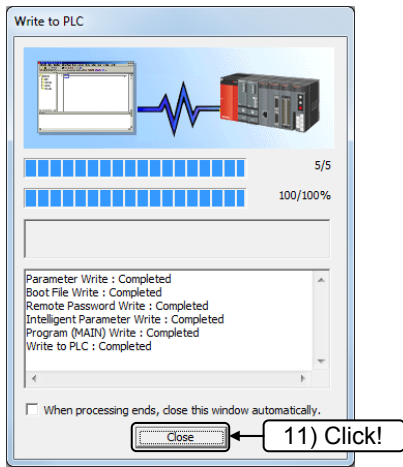 Write to PLC
5/5
100/100%
Parameter Write : Completed
Boot File Write : Completed
Remote Password Write : Completed
Intelligent Parameter Write : Completed
Program (MAIN) Write : Completed
Write to PLC : Completed
When processing ends, close this window automatically.
Close
11) Click!